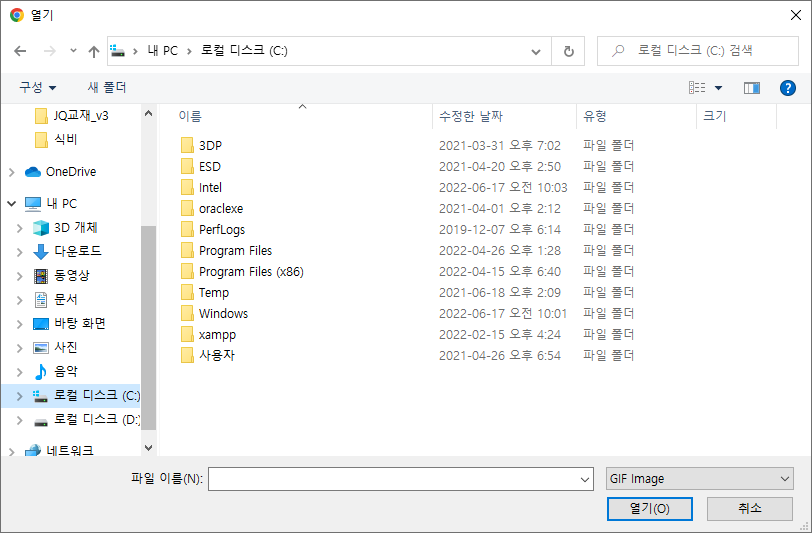 열기
내 PC 로컬 디스크 (C:)
로컬 디스크 (C:) 검색
구성 새 폴더
JQ교재_v3
식비
OneDrive
내 PC
3D 개체
다운로드
동영상
문서
바탕 화면
사진
음악
로컬 디스크 (C:)
로컬 디스크 (D:)
네트워크
이름 수정한 날짜 유형 크기
3DP 2021-03-31 오후 7:02 파일 폴더
ESD 2021-04-20 오후 2:50 파일 폴더
Intel 2022-06-17 오전 10:03 파일 폴더
oraclexe 2021-04-01 오후 2:12 파일 폴더
PerfLogs 2019-12-07 오후 6:14 파일 폴더
Program Files 2022-04-26 오후 1:28 파일 폴더
Program Files (x86) 2022-04-15 오후 6:40 파일 폴더
Temp 2021-06-18 오후 2:09 파일 폴더
Windows 2022-06-17 오전 10:01 파일 폴더
xampp 2022-02-15 오후 4:24 파일 폴더
사용자 2021-04-26 오후 6:54 파일 폴더
파일 이름(N): GIF Image
열기(O) 취소